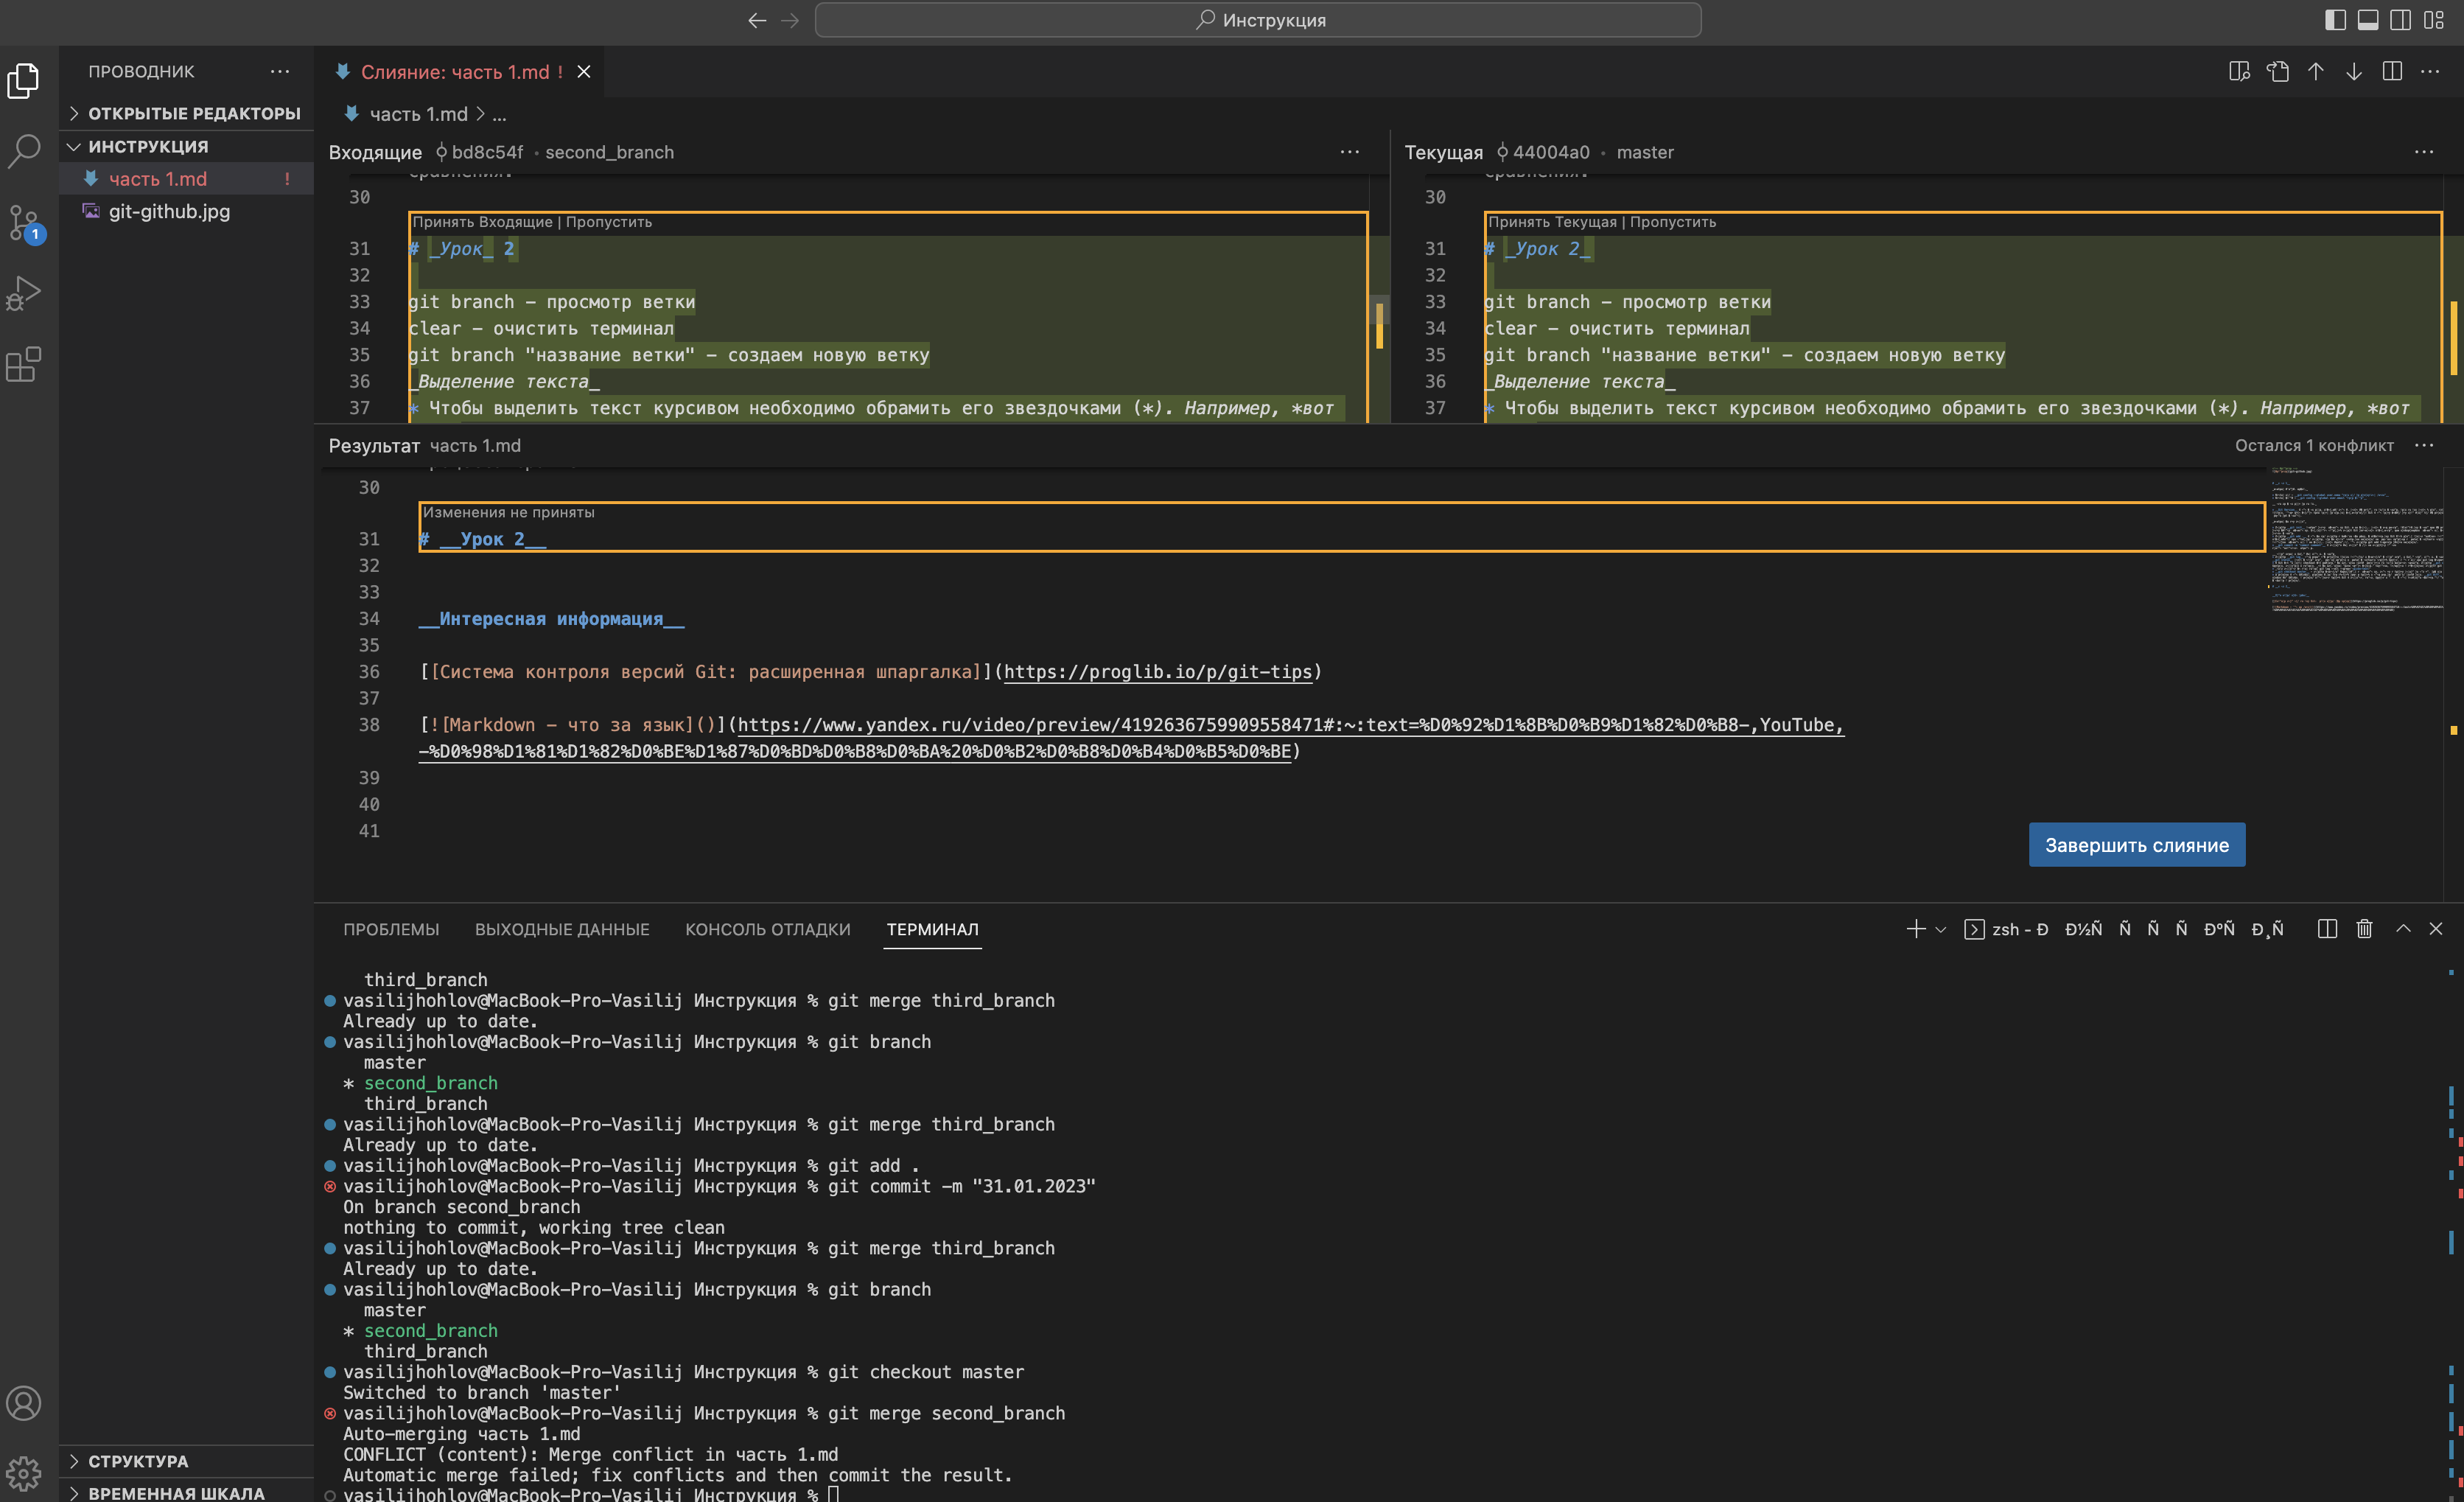 Инструкция
ПРОВОДНИК
ОТКРЫТЫЕ РЕДАКТОРЫ
ИНСТРУКЦИЯ
часть 1.md !
git-github.jpg
1
СТРУКТУРА
ВРЕМЕННАЯ ШКАЛА
Слияние: часть 1.md !
часть 1.md > ...
Входящие bd8c54f • second_branch
сравнения.
30
Принять Входящие | Пропустить
31 # _Урок_ 2
32
33 git branch – просмотр ветки
34 clear – очистить терминал
35 git branch "название ветки" – создаем новую ветку
36 _Выделение текста_
37 * Чтобы выделить текст курсивом необходимо обрамить его звездочками (*). Например, *вот
Текущая 44004a0 • master
сравнения.
30
Принять Текущая | Пропустить
31 # _Урок 2_
32
33 git branch – просмотр ветки
34 clear – очистить терминал
35 git branch "название ветки" – создаем новую ветку
36 _Выделение текста_
37 * Чтобы выделить текст курсивом необходимо обрамить его звездочками (*). Например, *вот
Результат часть 1.md
Остался 1 конфликт
30
Изменения не приняты
31 # __Урок 2__
32
33
34 __Интересная информация__
35
36 [[Система контроля версий Git: расширенная шпаргалка]](https://proglib.io/p/git-tips)
37
38 [![Markdown – что за язык]()](https://www.yandex.ru/video/preview/4192636759909558471#:~:text=%D0%92%D1%8B%D0%B9%D1%82%D0%B8-,YouTube,
-%D0%98%D1%81%D1%82%D0%BE%D1%87%D0%BD%D0%B8%D0%BA%20%D0%B2%D0%B8%D0%B4%D0%B5%D0%BE)
39
40
41
Завершить слияние
ПРОБЛЕМЫ ВЫХОДНЫЕ ДАННЫЕ КОНСОЛЬ ОТЛАДКИ ТЕРМИНАЛ
zsh - Ð Ð½Ñ Ñ Ñ Ñ ÐºÑ Ð¸Ñ
third_branch
vasilijhohlov@MacBook-Pro-Vasilij Инструкция % git merge third_branch
Already up to date.
vasilijhohlov@MacBook-Pro-Vasilij Инструкция % git branch
master
* second_branch
third_branch
vasilijhohlov@MacBook-Pro-Vasilij Инструкция % git merge third_branch
Already up to date.
vasilijhohlov@MacBook-Pro-Vasilij Инструкция % git add .
vasilijhohlov@MacBook-Pro-Vasilij Инструкция % git commit -m "31.01.2023"
On branch second_branch
nothing to commit, working tree clean
vasilijhohlov@MacBook-Pro-Vasilij Инструкция % git merge third_branch
Already up to date.
vasilijhohlov@MacBook-Pro-Vasilij Инструкция % git branch
master
* second_branch
third_branch
vasilijhohlov@MacBook-Pro-Vasilij Инструкция % git checkout master
Switched to branch 'master'
vasilijhohlov@MacBook-Pro-Vasilij Инструкция % git merge second_branch
Auto-merging часть 1.md
CONFLICT (content): Merge conflict in часть 1.md
Automatic merge failed; fix conflicts and then commit the result.
vasilijhohlov@MacBook-Pro-Vasilij Инструкция %